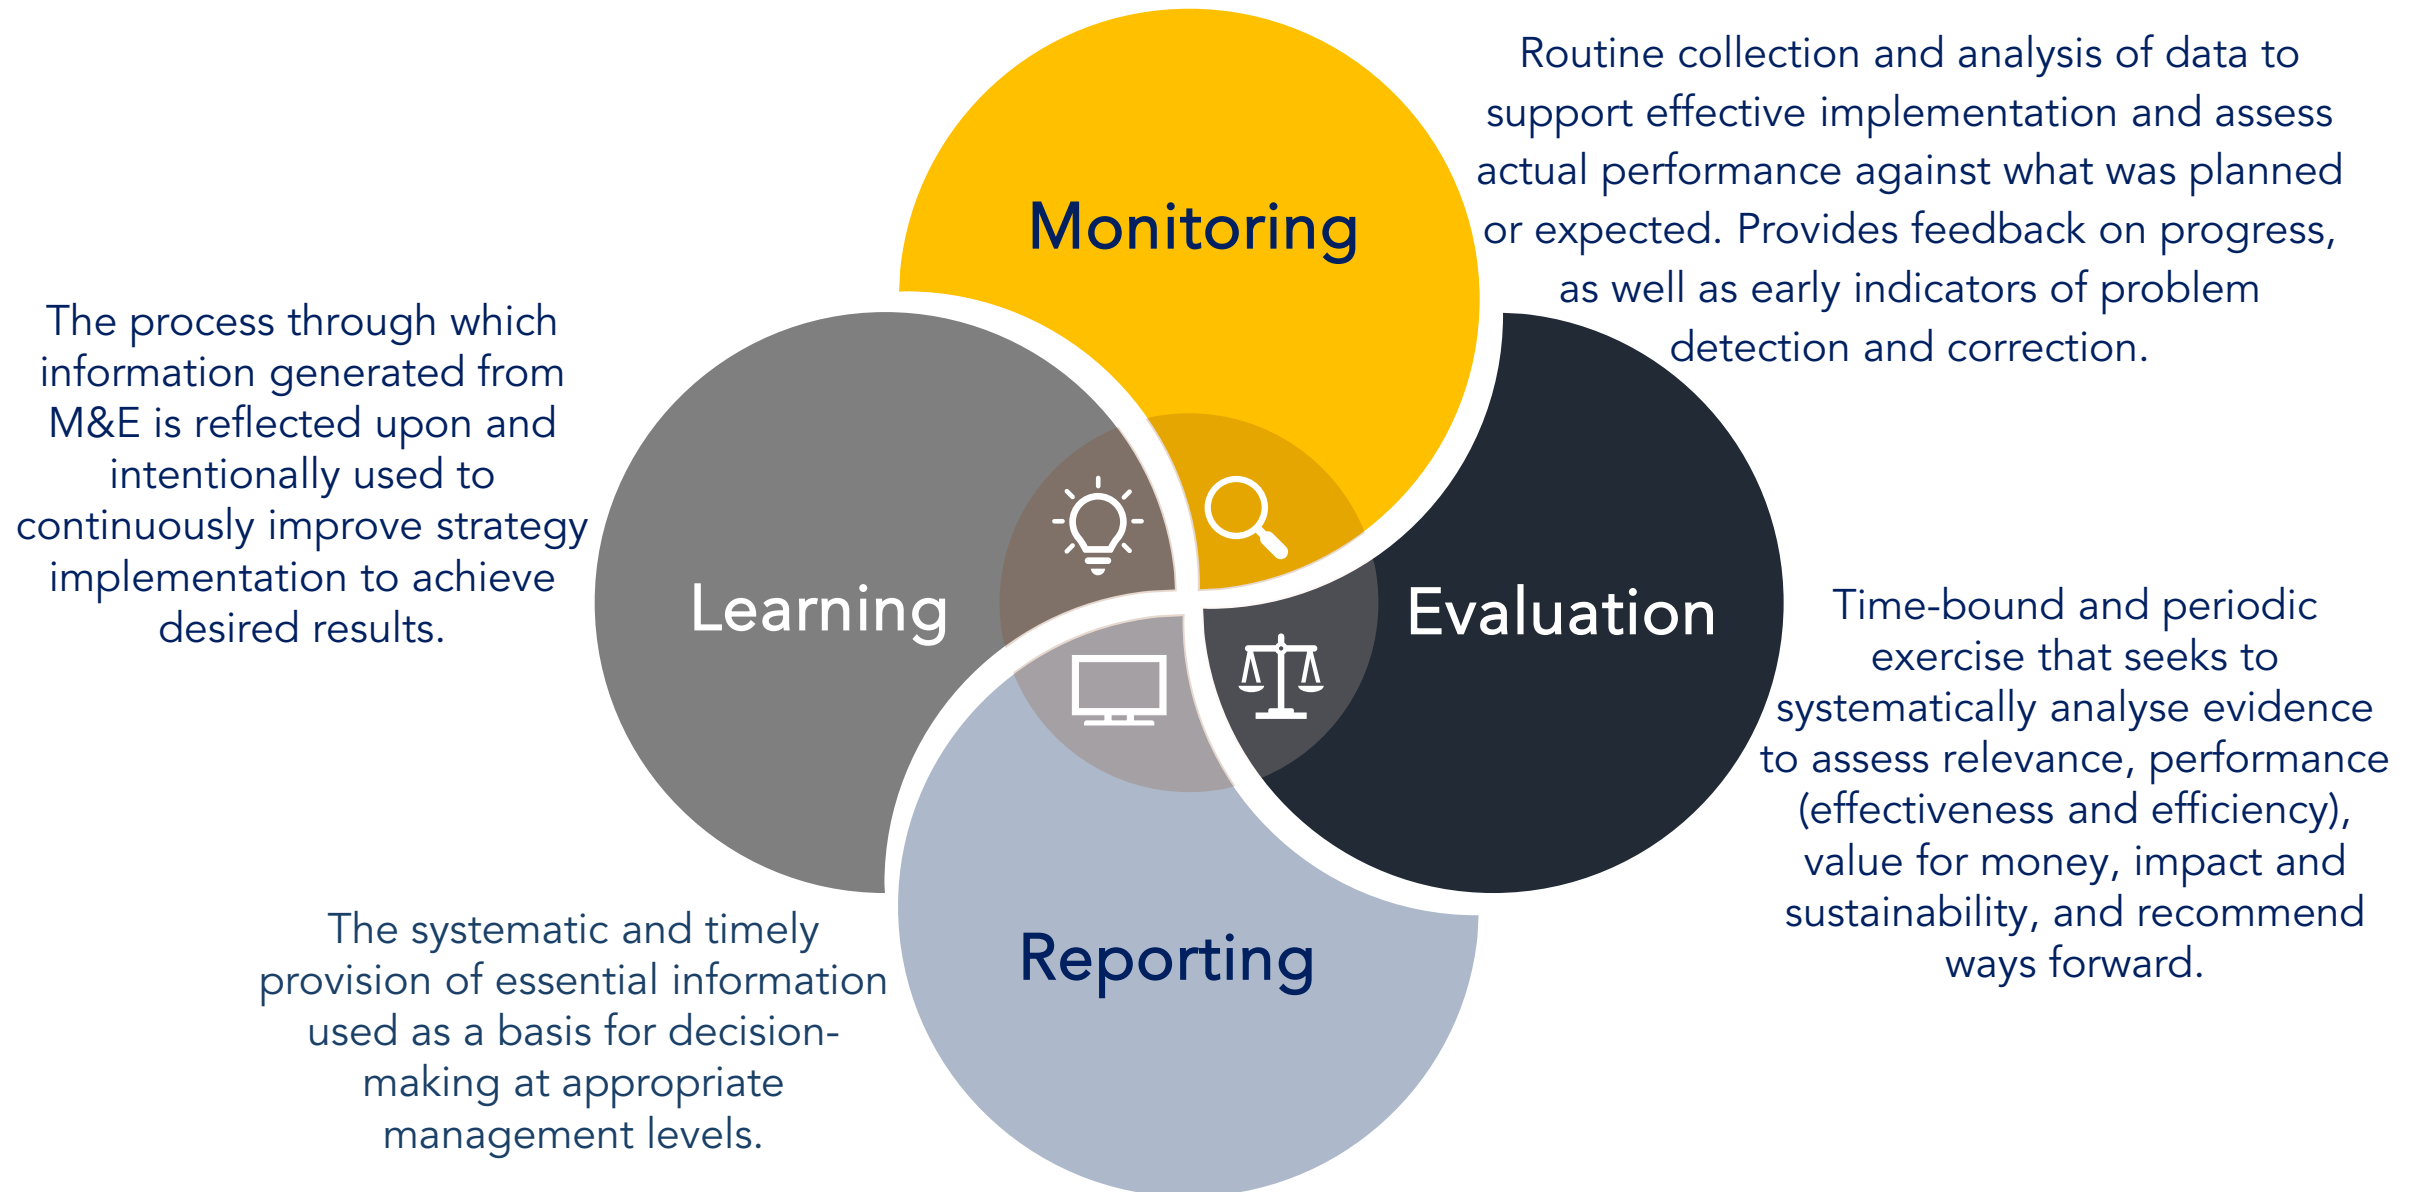 Monitoring
Routine collection and analysis of data to
support effective implementation and assess
actual performance against what was planned
or expected. Provides feedback on progress,
as well as early indicators of problem
detection and correction.
Evaluation
Time-bound and periodic
exercise that seeks to
systematically analyse evidence
to assess relevance, performance
(effectiveness and efficiency),
value for money, impact and
sustainability, and recommend
ways forward.
Reporting
The systematic and timely
provision of essential information
used as a basis for decision-
making at appropriate
management levels.
Learning
The process through which
information generated from
M&E is reflected upon and
intentionally used to
continuously improve strategy
implementation to achieve
desired results.